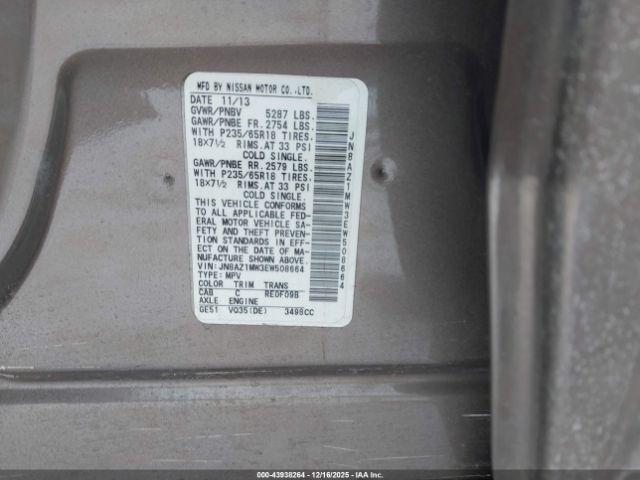 MFD BY NISSAN MOTOR CO.,LTD.
DATE 11/13
GVWR/PNBV 5287 LBS.
GAWR/PNBE FR. 2754 LBS.
WITH P235/65R18 TIRES.
18X7½ RIMS.AT 33 PSI
COLD SINGLE.
GAWR/PNBE RR. 2579 LBS.
WITH P235/65R18 TIRES.
18X7½ RIMS.AT 33 PSI
COLD SINGLE.
THIS VEHICLE CONFORMS
TO ALL APPLICABLE FED-
ERAL MOTOR VEHICLE SA-
FETY AND THEFT PREVEN-
TION STANDARDS IN EFF-
ECT ON THE DATE OF MA-
NUFACTURE SHOWN ABOVE.
VIN: JN8AZ1MW3EW508664
TYPE: MPV
COLOR TRIM TRANS
CAB C RE0F09B
AXLE ENGINE
GE51 VQ35(DE) 3498CC
JN8AZ1MW3EW508664
000-43938264 - 12/16/2025 - IAAI.COM